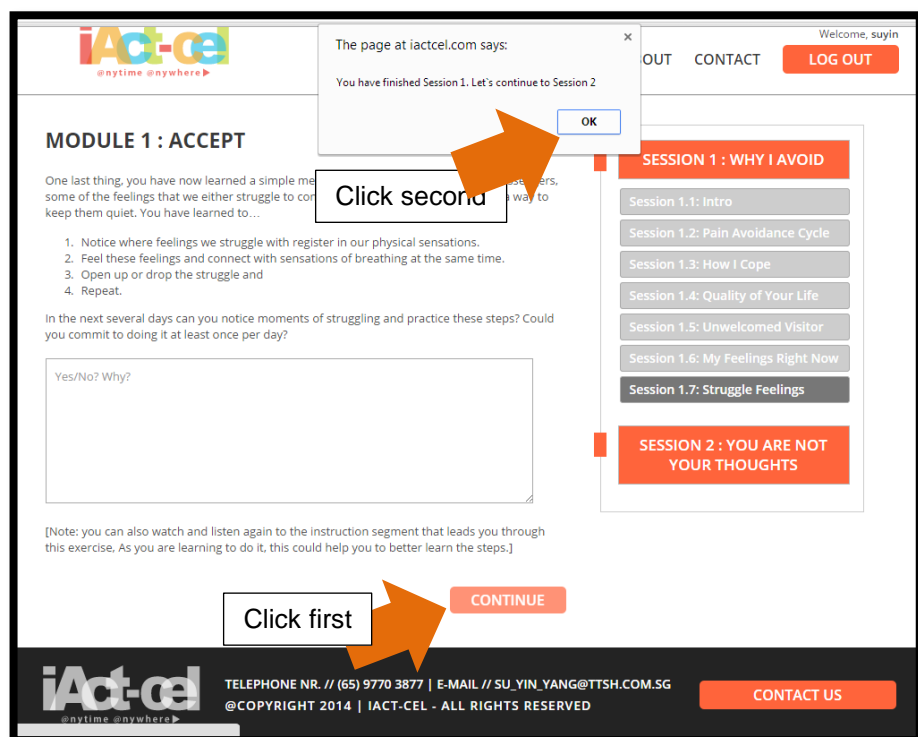 iAct-cel
@nytime @nywhere
The page at iactcel.com says:
×
You have finished Session 1. Let`s continue to Session 2
OK
Welcome, suyin
OUT CONTACT LOG OUT
MODULE 1 : ACCEPT
One last thing, you have now learned a simple me
some of the feelings that we either struggle to con a way to
keep them quiet. You have learned to…
1. Notice where feelings we struggle with register in our physical sensations.
2. Feel these feelings and connect with sensations of breathing at the same time.
3. Open up or drop the struggle and
4. Repeat.
In the next several days can you notice moments of struggling and practice these steps? Could
you commit to doing it at least once per day?
Yes/No? Why?
[Note: you can also watch and listen again to the instruction segment that leads you through
this exercise, As you are learning to do it, this could help you to better learn the steps.]
CONTINUE
Click second
Click first
SESSION 1 : WHY I AVOID
Session 1.1: Intro
Session 1.2: Pain Avoidance Cycle
Session 1.3: How I Cope
Session 1.4: Quality of Your Life
Session 1.5: Unwelcomed Visitor
Session 1.6: My Feelings Right Now
Session 1.7: Struggle Feelings
SESSION 2 : YOU ARE NOT
YOUR THOUGHTS
iAct-cel
@nytime @nywhere
TELEPHONE NR. // (65) 9770 3877 | E-MAIL // SU_YIN_YANG@TTSH.COM.SG
@COPYRIGHT 2014 | IACT-CEL - ALL RIGHTS RESERVED
CONTACT US